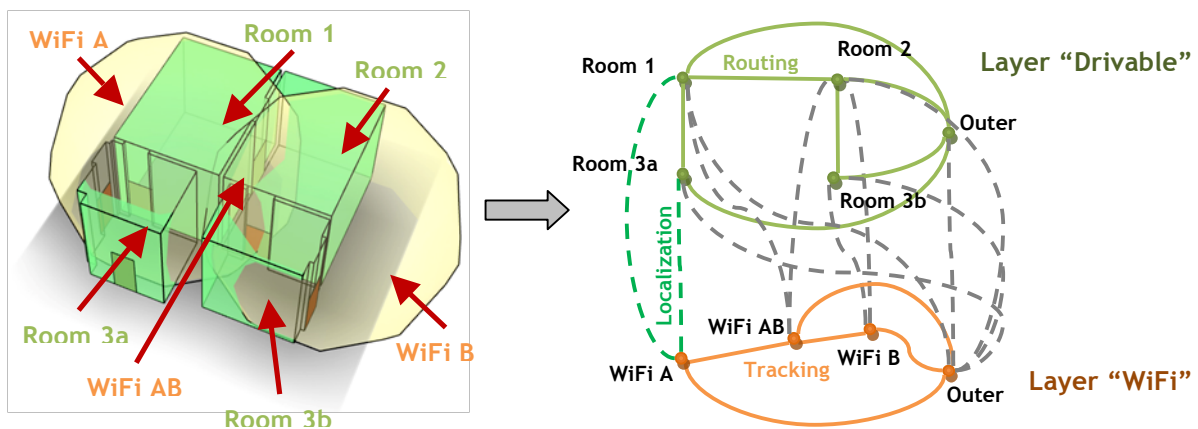 WiFi A
Room 1
Room 2
Room 3a
WiFi AB
Room 3b
WiFi B
Room 1
Routing
Room 2
Layer “Drivable”
Outer
Room 3a
Room 3b
Localization
WiFi AB
WiFi B
WiFi A
Tracking
Outer
Layer “WiFi”